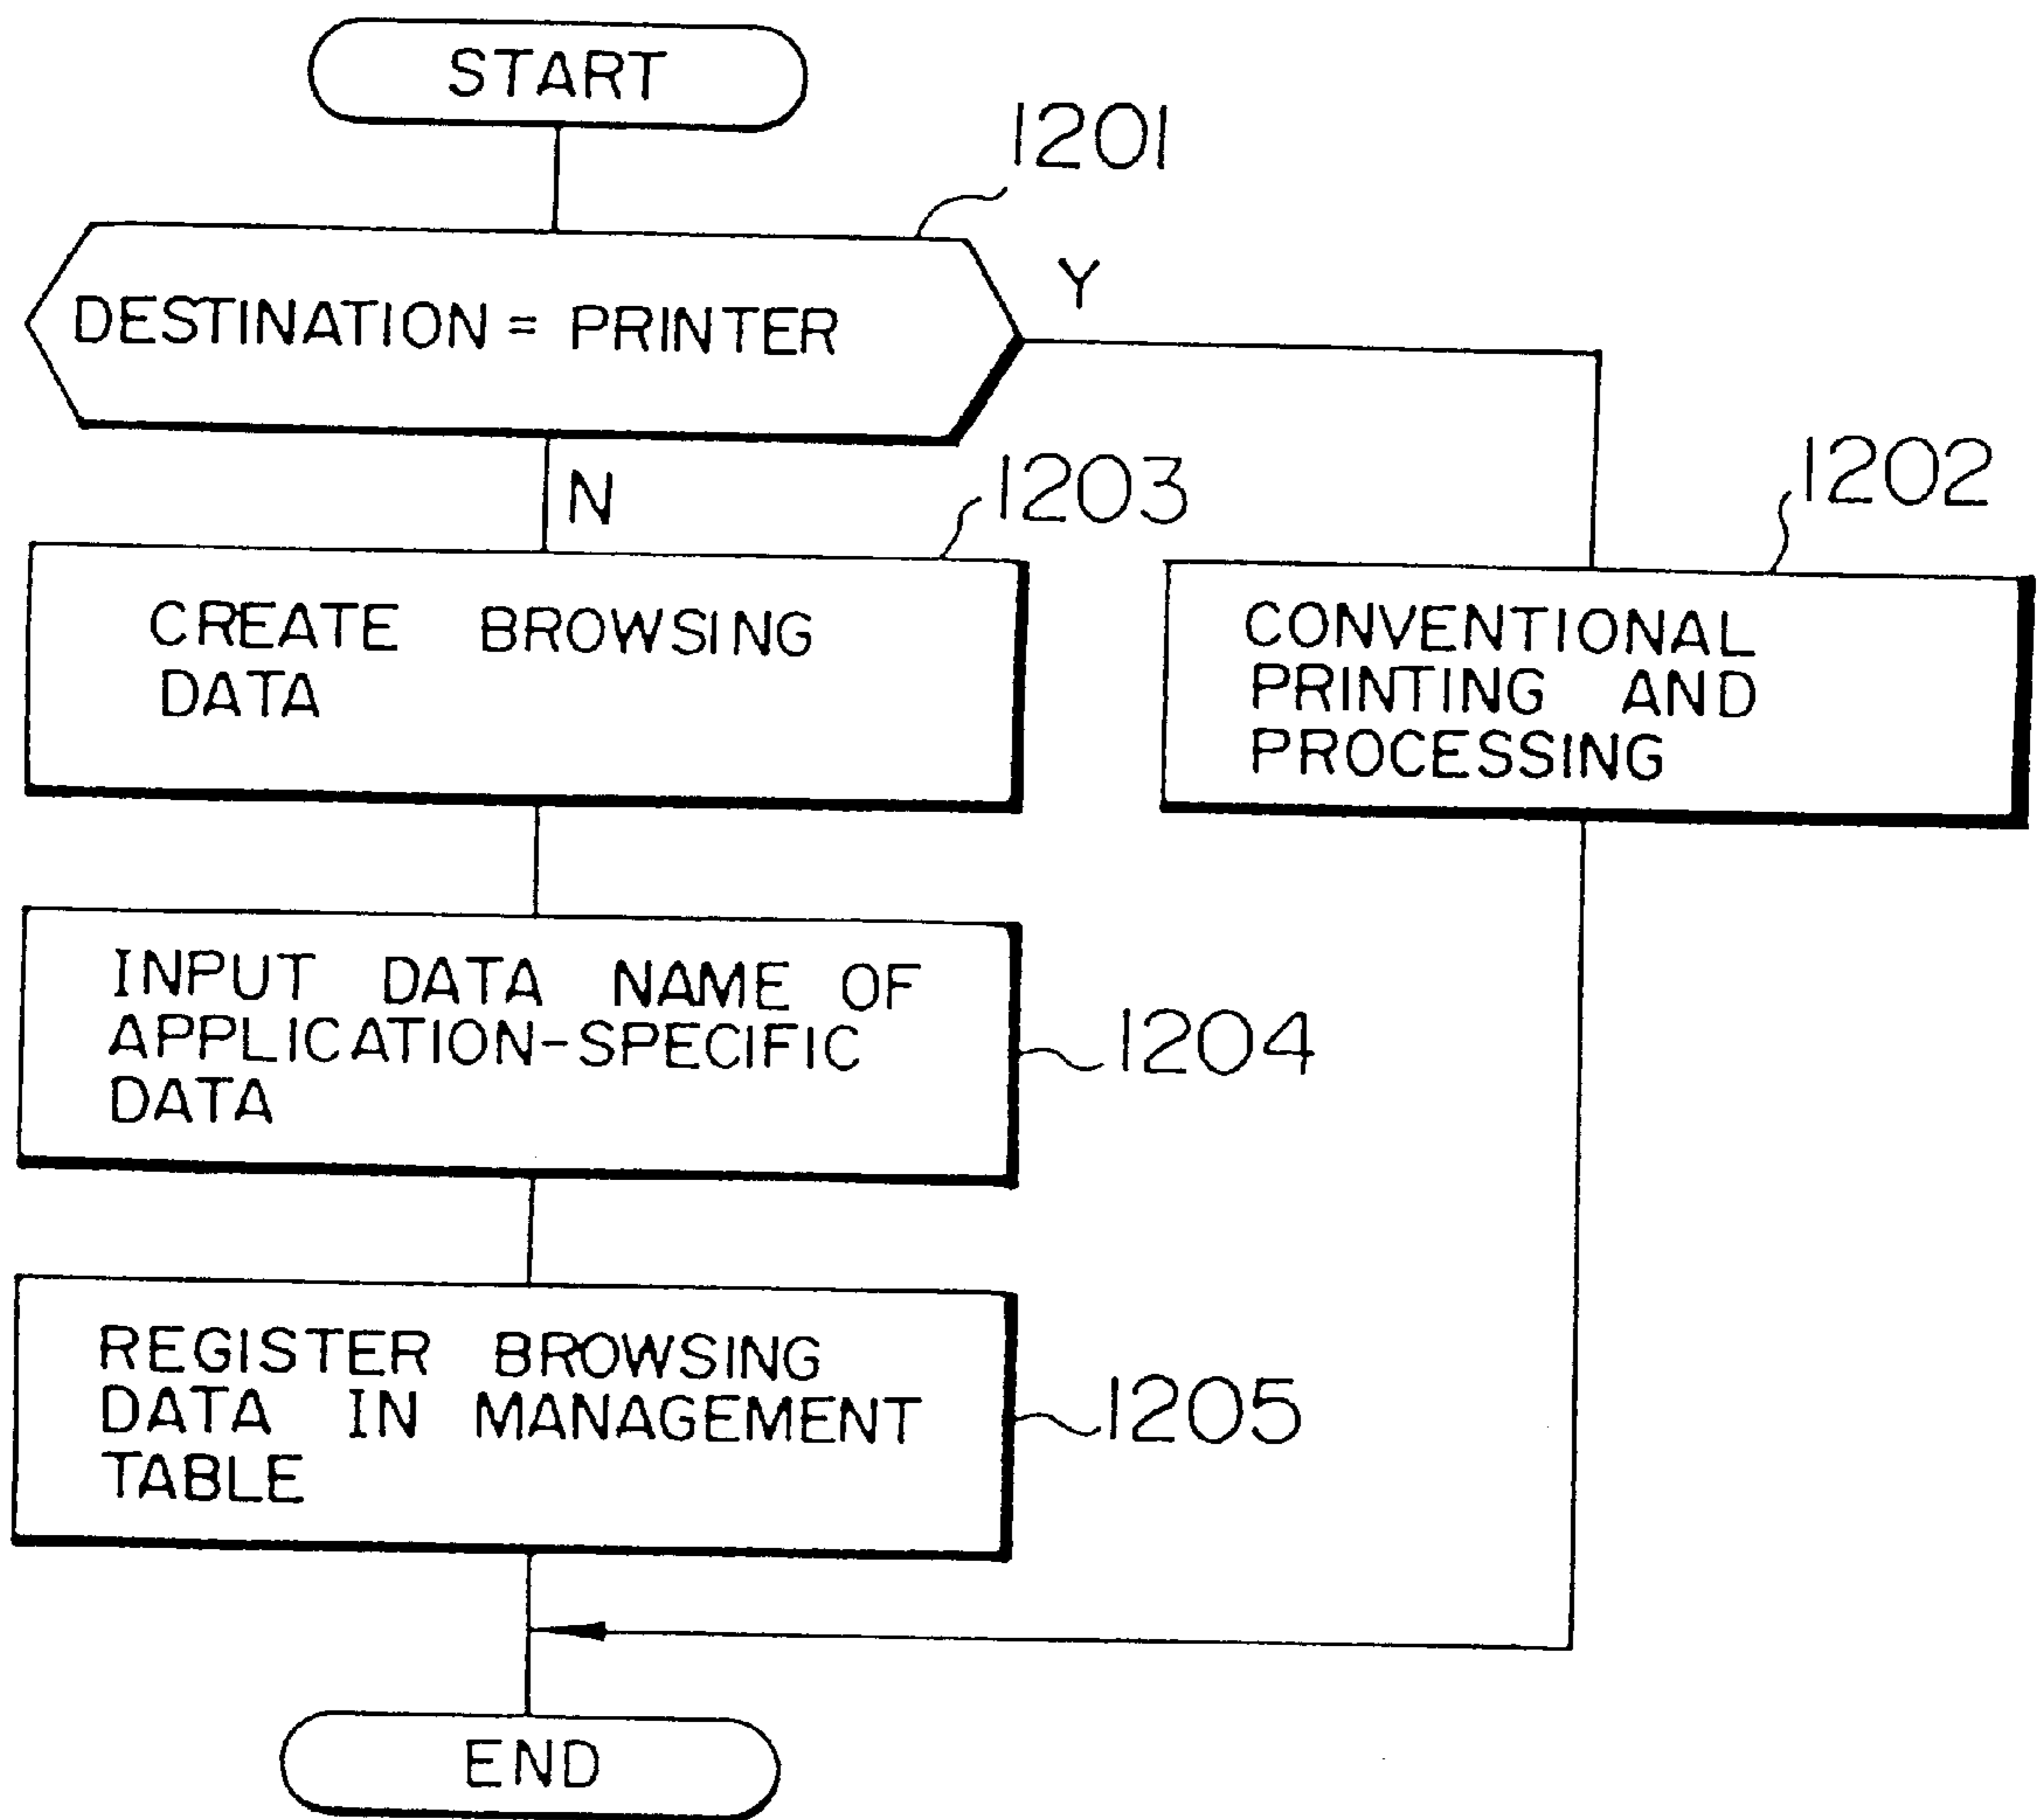 START
1201
DESTINATION = PRINTER
Y
N
1203
1202
CREATE BROWSING
DATA
CONVENTIONAL
PRINTING AND
PROCESSING
INPUT DATA NAME OF
APPLICATION-SPECIFIC
DATA
1204
REGISTER BROWSING
DATA IN MANAGEMENT
TABLE
1205
END